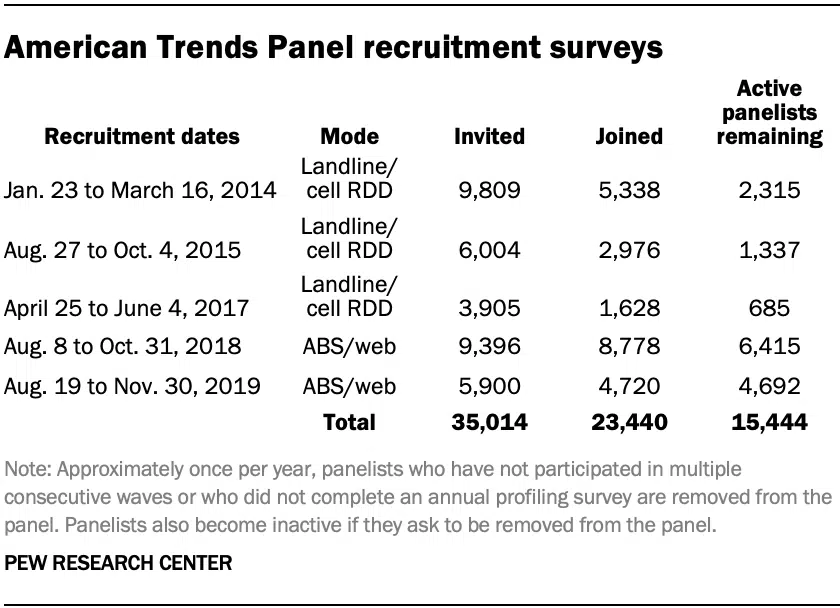 American Trends Panel recruitment surveys
Active
panelists
Recruitment dates Mode Invited Joined remaining
Landline/
Jan. 23 to March 16, 2014 cell RDD 9,809 5,338 2,315
Landline/
Aug. 27 to Oct. 4, 2015 cell RDD 6,004 2,976 1,337
Landline/
April 25 to June 4, 2017 cell RDD 3,905 1,628 685
Aug. 8 to Oct. 31, 2018 ABS/web 9,396 8,778 6,415
Aug. 19 to Nov. 30, 2019 ABS/web 5,900 4,720 4,692
Total 35,014 23,440 15,444
Note: Approximately once per year, panelists who have not participated in multiple
consecutive waves or who did not complete an annual profiling survey are removed from the
panel. Panelists also become inactive if they ask to be removed from the panel.
PEW RESEARCH CENTER